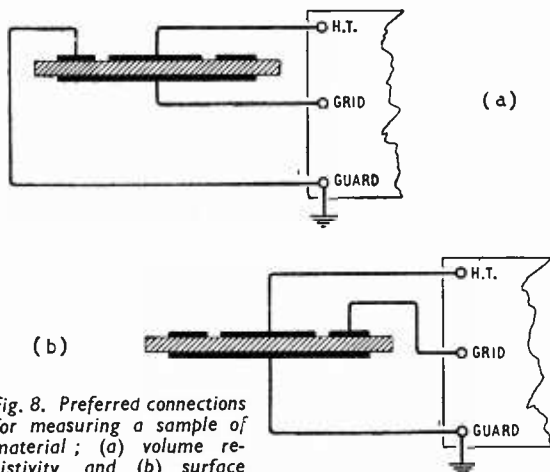 H.T.
GRID
(a)
GUARD
H.T.
(b)
GRID
Fig. 8. Preferred connections
for measuring a sample of
material; (a) volume re-
sistivity and (b) surface
GUARD